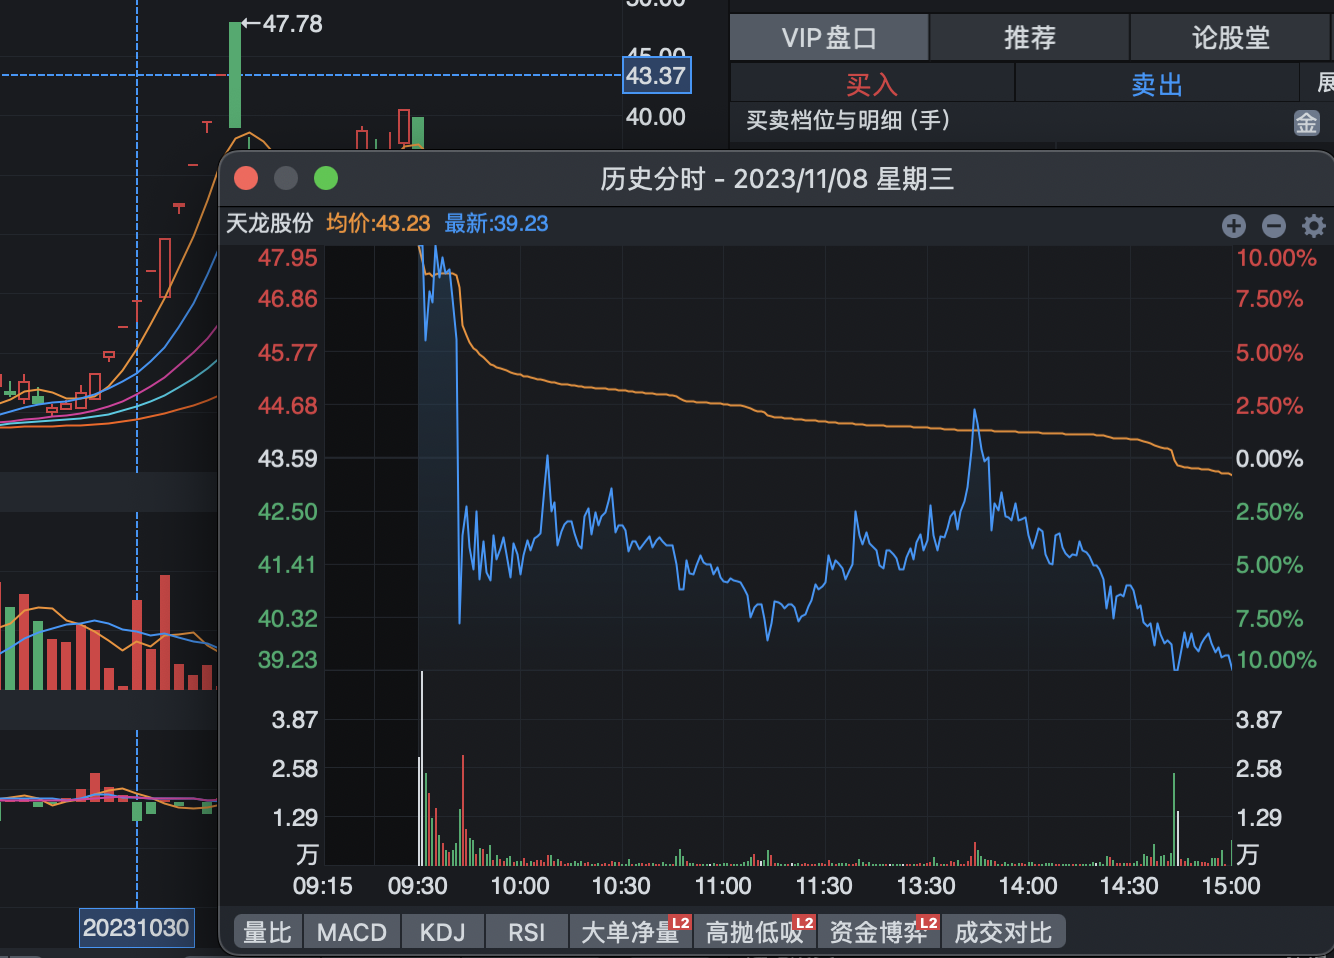 47.78
45.00
43.37
40.00
VIP盘口 推荐 论股堂
买入 卖出 展
买卖档位与明细 (手) 金
历史分时 - 2023/11/08 星期三
天龙股份 均价:43.23 最新:39.23
47.95 10.00%
46.86 7.50%
45.77 5.00%
44.68 2.50%
43.59 0.00%
42.50 2.50%
41.41 5.00%
40.32 7.50%
39.23 10.00%
3.87 3.87
2.58 2.58
1.29 1.29
万 万
09:15 09:30 10:00 10:30 11:00 11:30 13:30 14:00 14:30 15:00
20231030
量比 MACD KDJ RSI 大单净量 L2 高抛低吸 L2 资金博弈 L2 成交对比